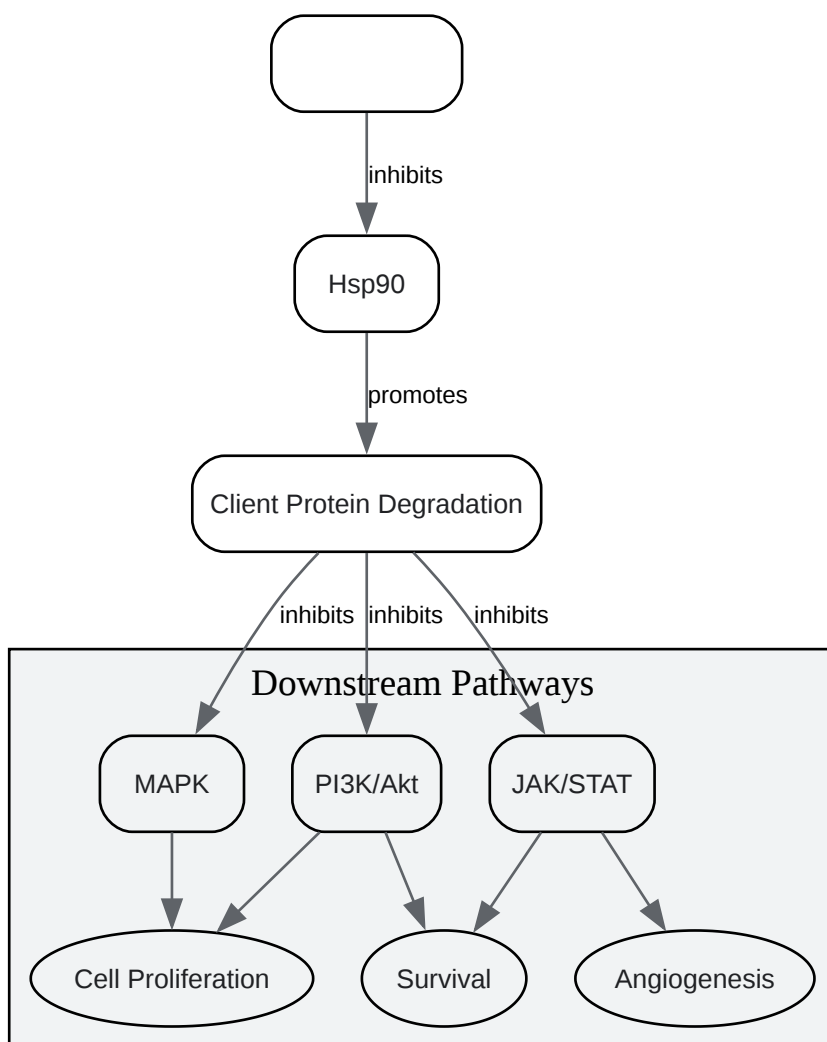 inhibits
Hsp90
promotes
Client Protein Degradation
inhibits inhibits inhibits
Downstream Pathways
MAPK PI3K/Akt JAK/STAT
Cell Proliferation Survival Angiogenesis